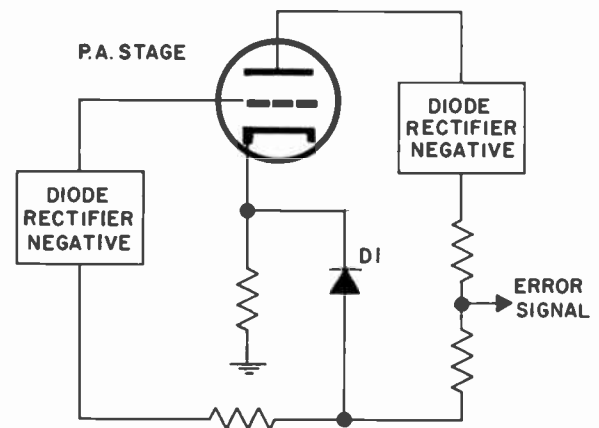 P.A. STAGE
DIODE
RECTIFIER
NEGATIVE
DIODE
RECTIFIER
NEGATIVE
D1
ERROR
SIGNAL